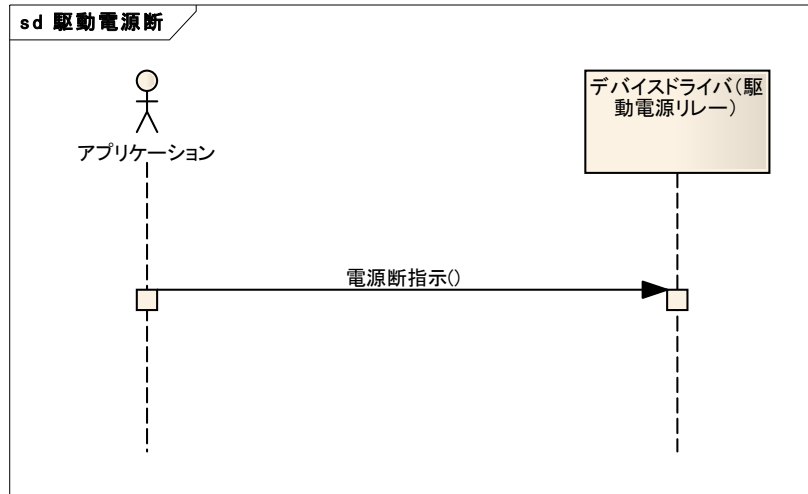 sd 駆動電源断
アプリケーション
デバイスドライバ(駆
動電源リレー)
電源断指示()